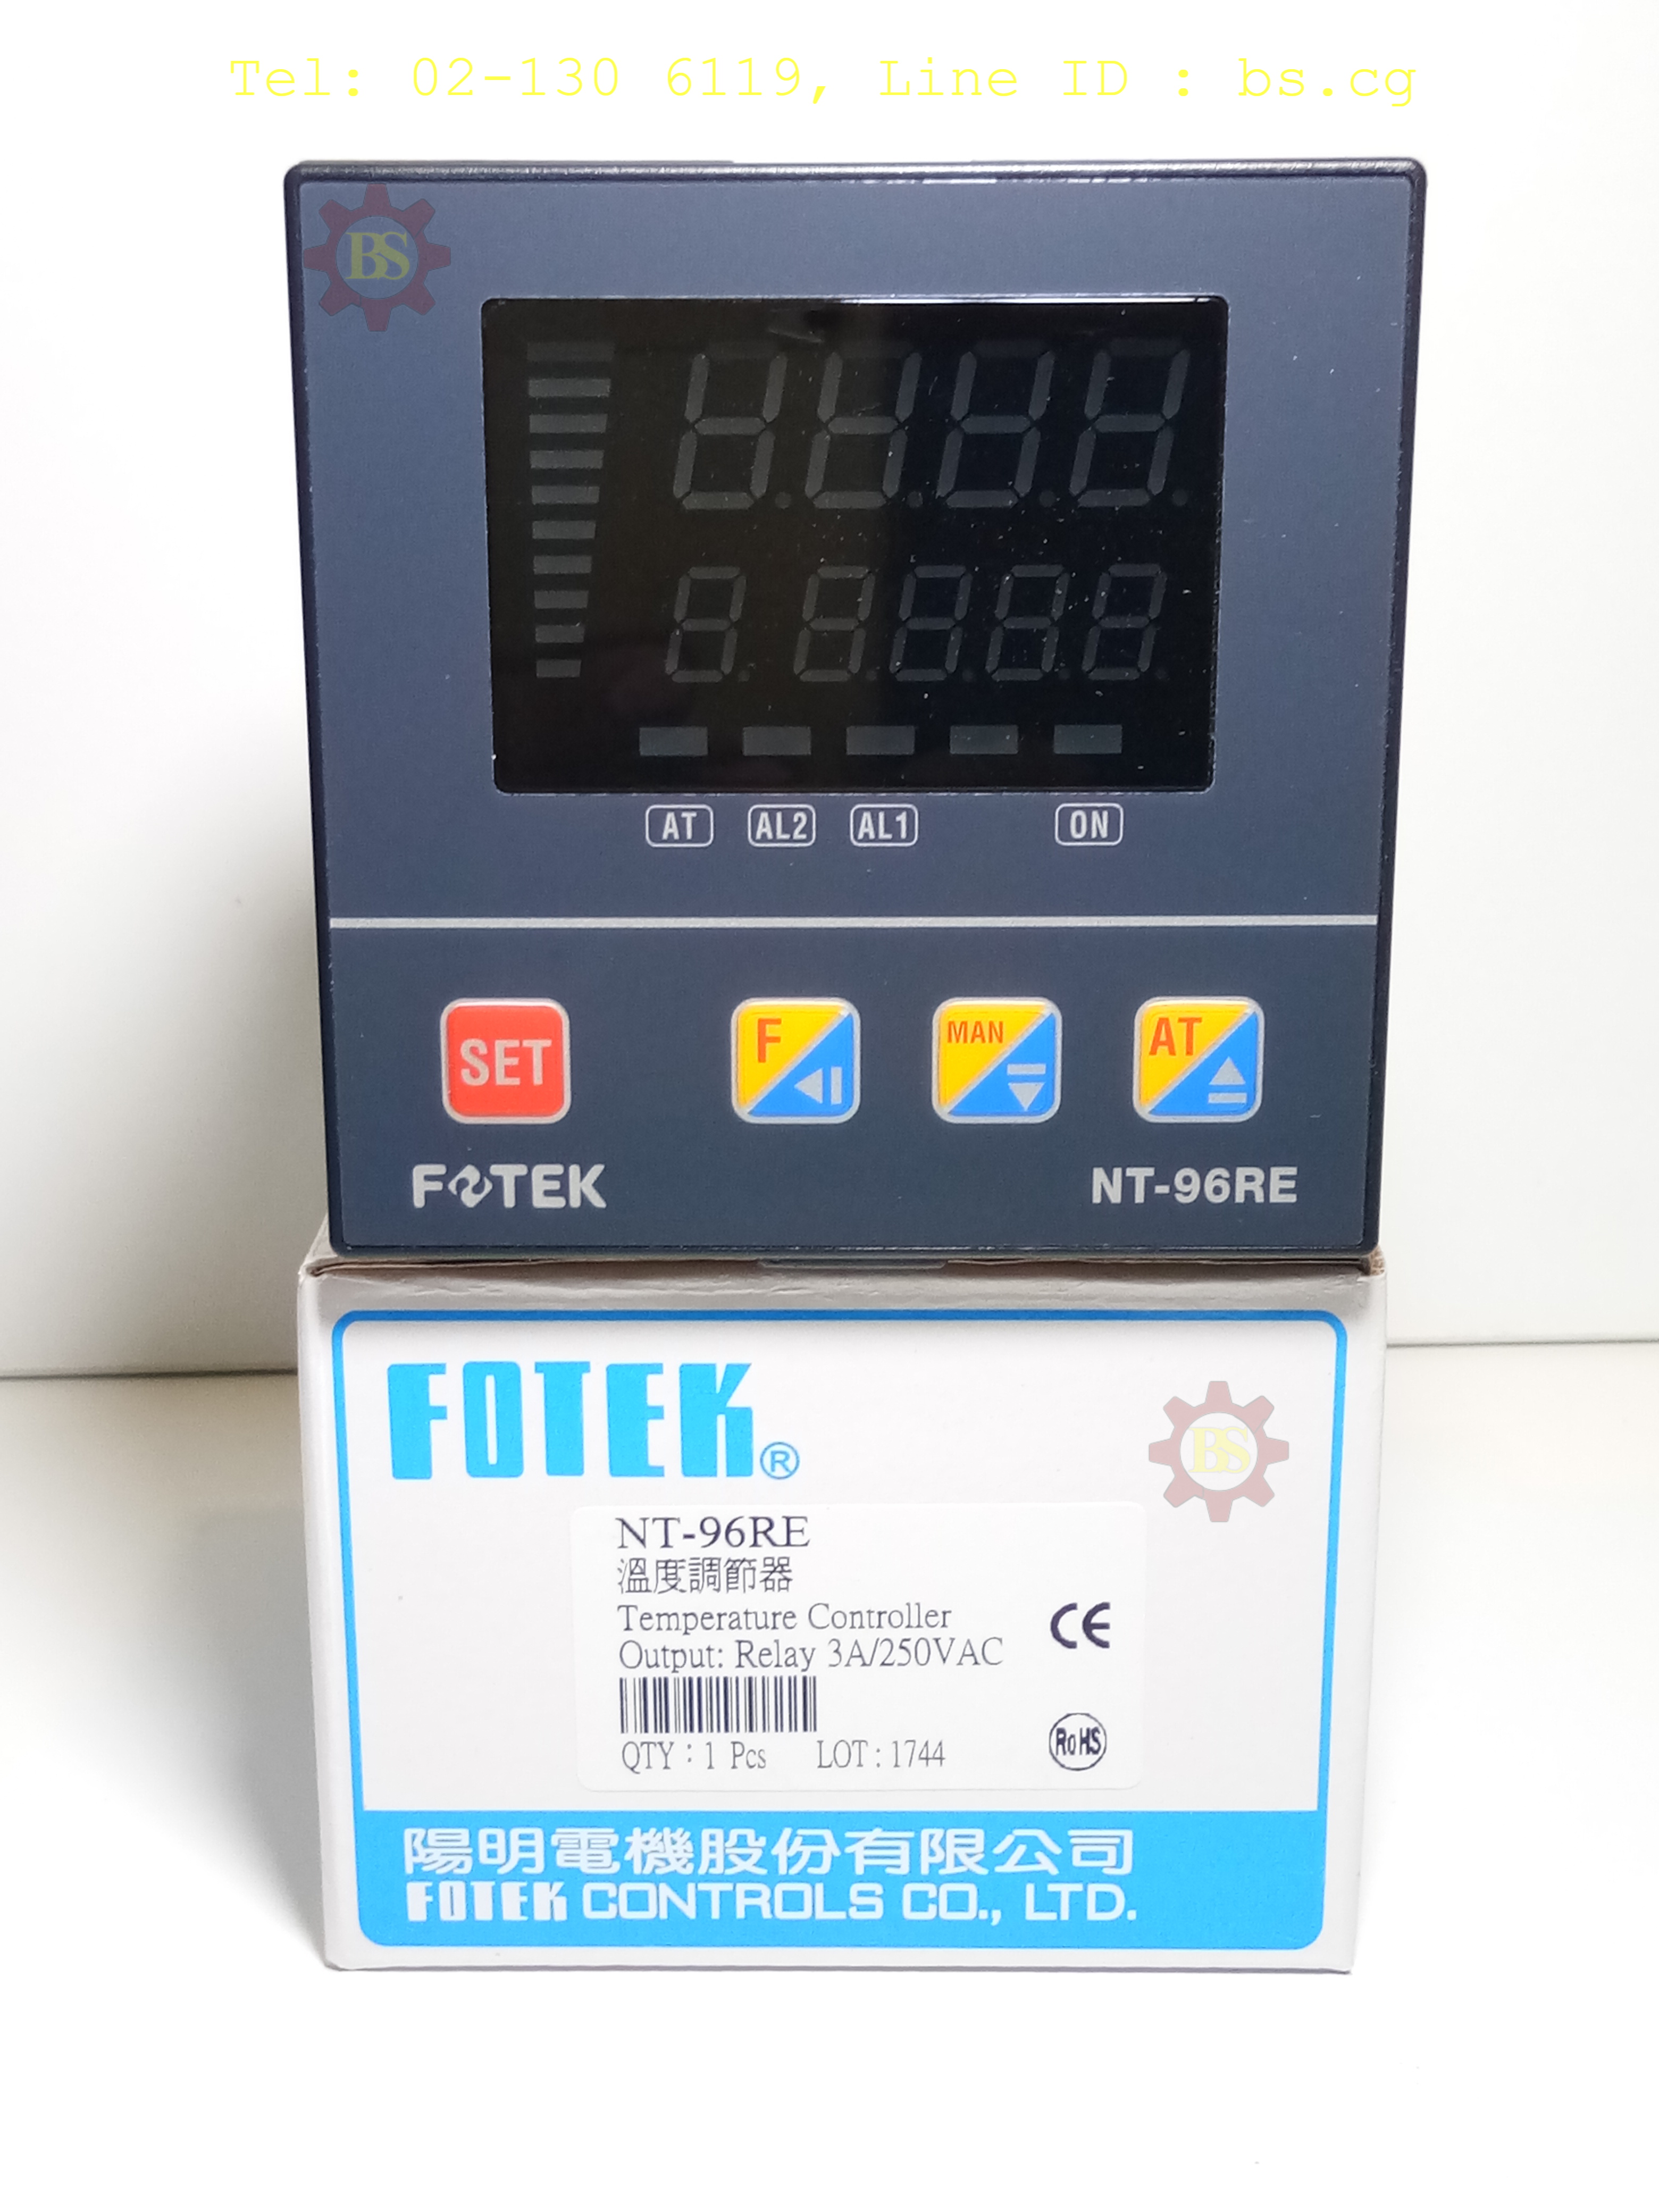 Tel: 02-130 6119, Line ID : bs.cg
BS
AT AL2 AL1 ON
SET F MAN AT
FOTEK NT-96RE
FOTEK®
BS
NT-96RE
溫度調節器
Temperature Controller
Output: Relay 3A/250VAC
CE
QTY : 1 Pcs LOT : 1744
RoHS
陽明電機股份有限公司
FOTEK CONTROLS CO., LTD.